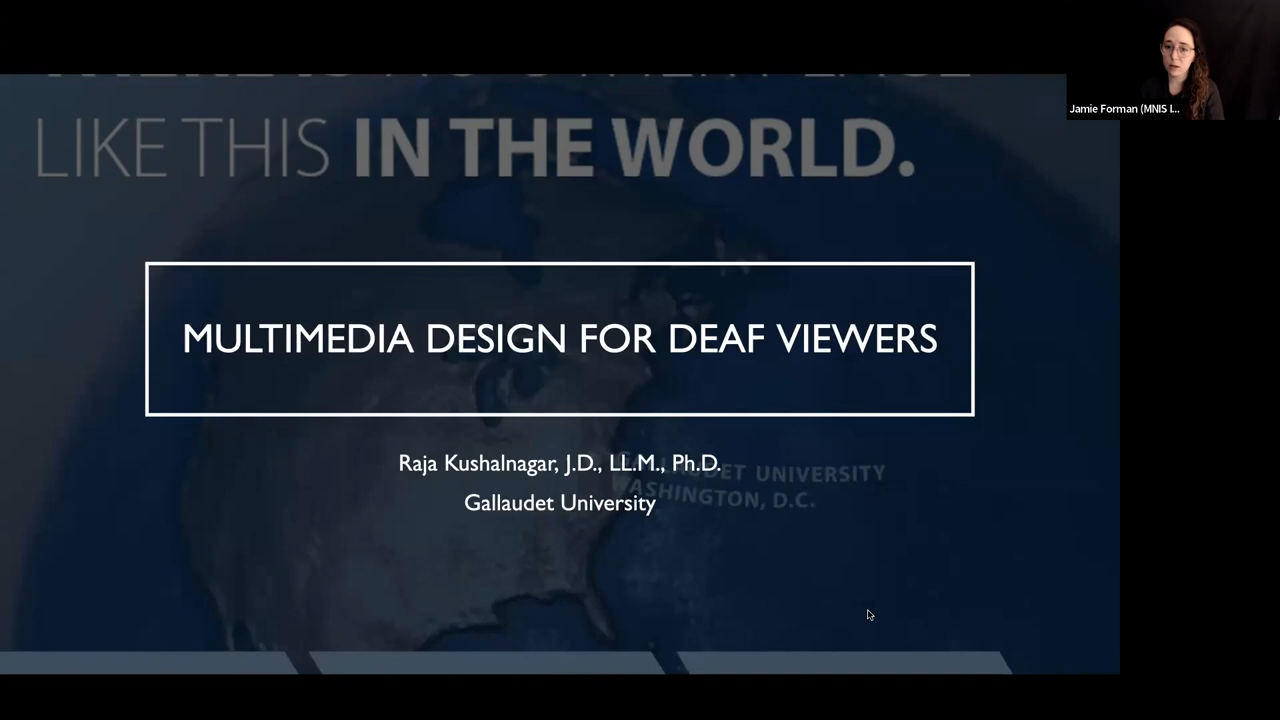 LIKE THIS IN THE WORLD.
Jamie Forman (MNIS I...
MULTIMEDIA DESIGN FOR DEAF VIEWERS
Raja Kushalnagar, J.D., LL.M., Ph.D.
Gallaudet University
UNIVERSITY
WASHINGTON, D.C.